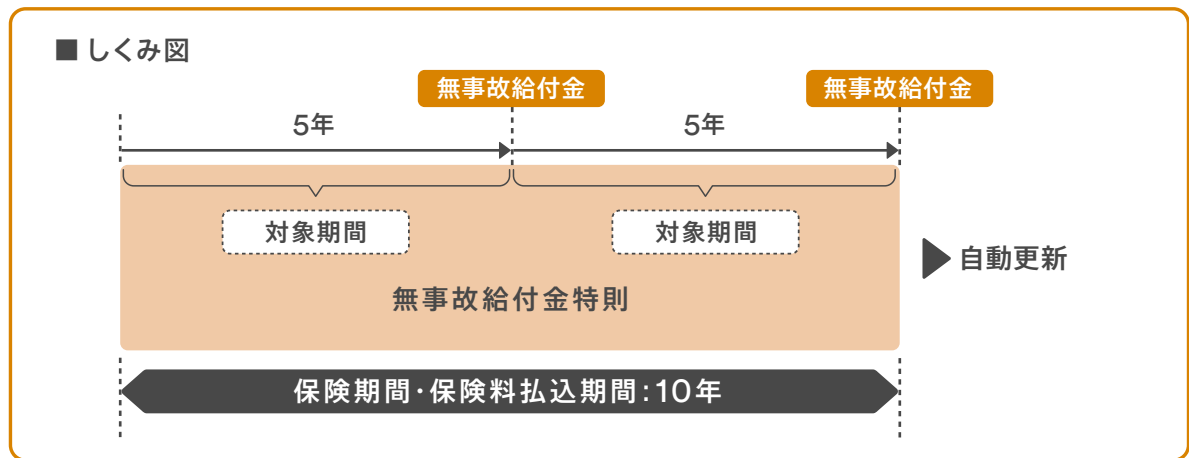 ■ しくみ図
無事故給付金
無事故給付金
5年
5年
対象期間
対象期間
無事故給付金特則
自動更新
保険期間・保険料払込期間：10年